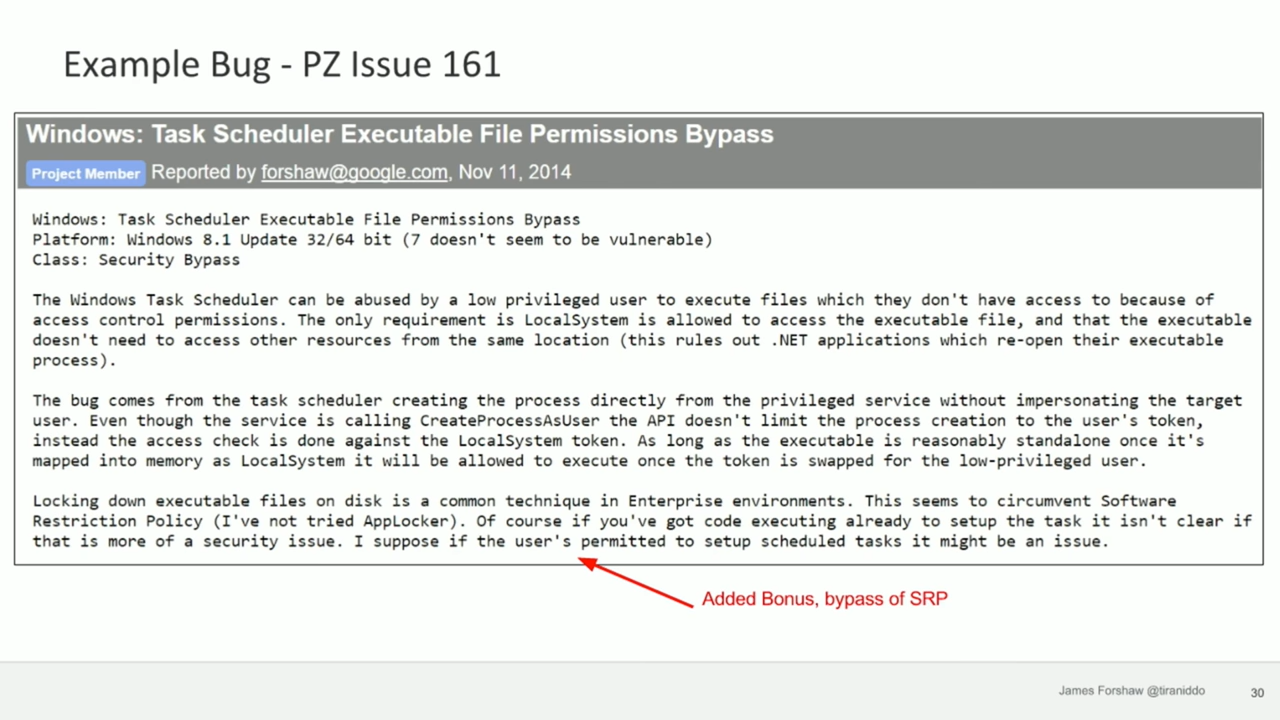 Example Bug - PZ Issue 161
Windows: Task Scheduler Executable File Permissions Bypass
Project Member Reported by forshaw@google.com, Nov 11, 2014
Windows: Task Scheduler Executable File Permissions Bypass
Platform: Windows 8.1 Update 32/64 bit (7 doesn't seem to be vulnerable)
Class: Security Bypass
The Windows Task Scheduler can be abused by a low privileged user to execute files which they don't have access to because of
access control permissions. The only requirement is LocalSystem is allowed to access the executable file, and that the executable
doesn't need to access other resources from the same location (this rules out .NET applications which re-open their executable
process).
The bug comes from the task scheduler creating the process directly from the privileged service without impersonating the target
user. Even though the service is calling CreateProcessAsUser the API doesn't limit the process creation to the user's token,
instead the access check is done against the LocalSystem token. As long as the executable is reasonably standalone once it's
mapped into memory as LocalSystem it will be allowed to execute once the token is swapped for the low-privileged user.
Locking down executable files on disk is a common technique in Enterprise environments. This seems to circumvent Software
Restriction Policy (I've not tried AppLocker). Of course if you've got code executing already to setup the task it isn't clear if
that is more of a security issue. I suppose if the user's permitted to setup scheduled tasks it might be an issue.
Added Bonus, bypass of SRP
James Forshaw @tiraniddo
30